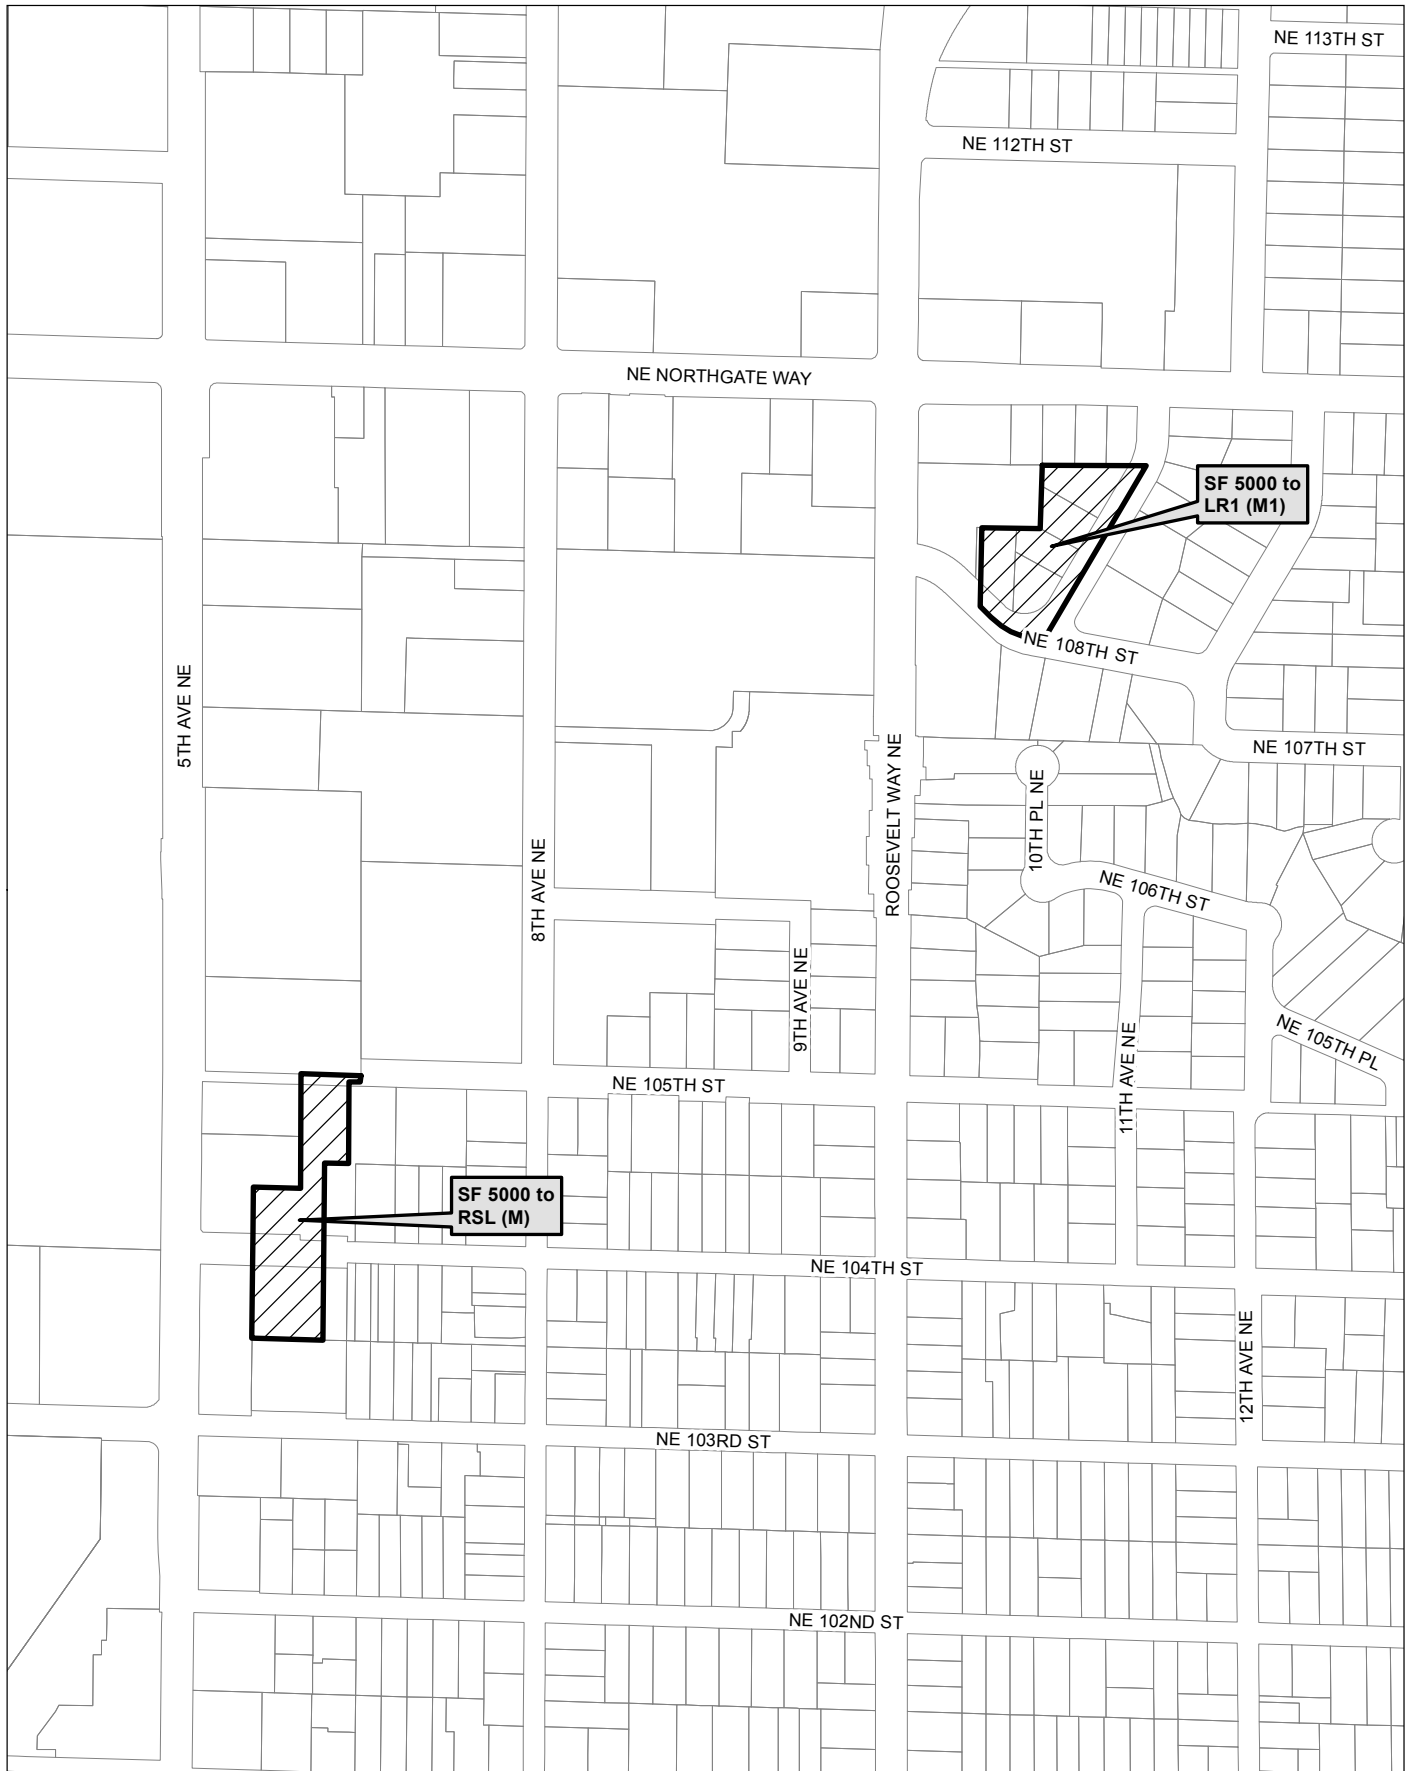 NE 113TH ST
NE 112TH ST
NE NORTHGATE WAY
SF 5000 to
LR1 (M1)
NE 108TH ST
5TH AVE NE
ROOSEVELT WAY NE
NE 107TH ST
10TH PL NE
8TH AVE NE
NE 106TH ST
9TH AVE NE
11TH AVE NE
NE 105TH PL
NE 105TH ST
SF 5000 to
RSL (M)
NE 104TH ST
12TH AVE NE
NE 103RD ST
NE 102ND ST